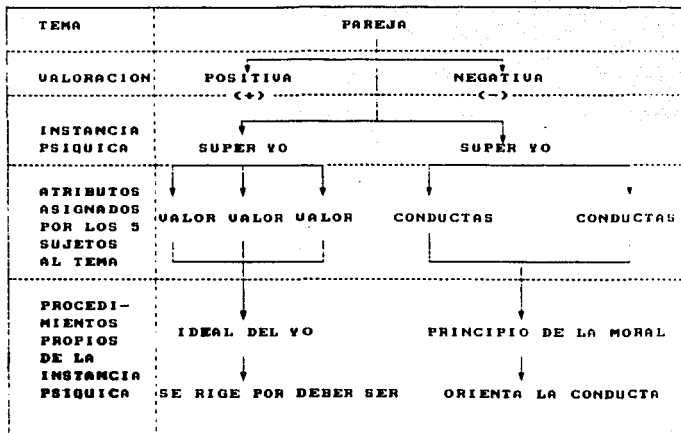 TEMA PAREJA
VALORACION POSITIVA NEGATIVA
(+) (-)
INSTANCIA
PSIQUICA SUPER YO SUPER YO
ATRIBUTOS
ASIGNADOS
POR LOS 5 VALOR VALOR VALOR CONDUCTAS CONDUCTAS
SUJETOS
AL TEMA
PROCEDI-
MIENTOS
PROPIOS IDEAL DEL YO PRINCIPIO DE LA MORAL
DE LA
INSTANCIA
PSIQUICA SE RIGE POR DEBER SER ORIENTA LA CONDUCTA